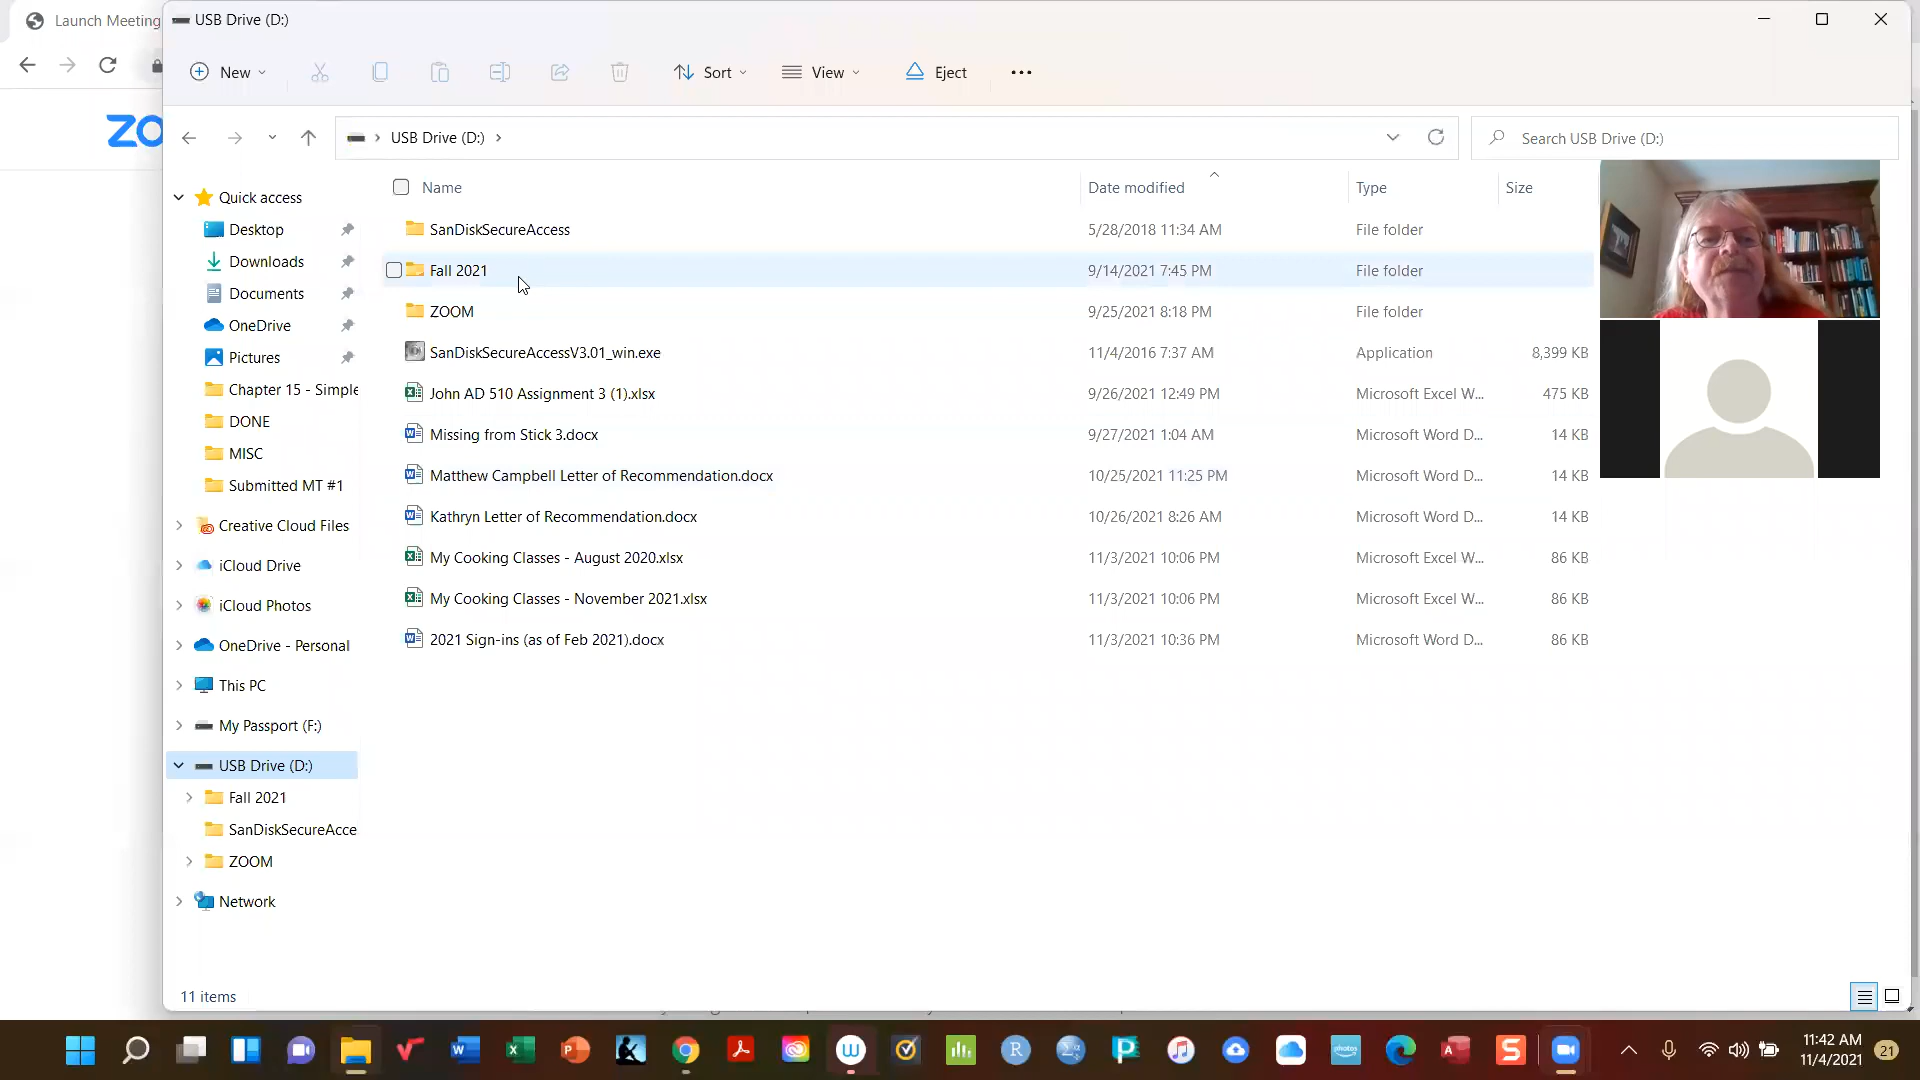 Launch Meeting
USB Drive (D:)
New
Sort
View
Eject
ZO
USB Drive (D:)
Search USB Drive (D:)
Name
Date modified
Type
Size
Quick access
Desktop
Downloads
Documents
OneDrive
Pictures
Chapter 15 - Simple
DONE
MISC
Submitted MT #1
Creative Cloud Files
iCloud Drive
iCloud Photos
OneDrive - Personal
This PC
My Passport (F:)
USB Drive (D:)
Fall 2021
SanDiskSecureAcce
ZOOM
Network
SanDiskSecureAccess 5/28/2018 11:34 AM File folder
Fall 2021 9/14/2021 7:45 PM File folder
ZOOM 9/25/2021 8:18 PM File folder
SanDiskSecureAccessV3.01_win.exe 11/4/2016 7:37 AM Application 8,399 KB
John AD 510 Assignment 3 (1).xlsx 9/26/2021 12:49 PM Microsoft Excel W... 475 KB
Missing from Stick 3.docx 9/27/2021 1:04 AM Microsoft Word D... 14 KB
Matthew Campbell Letter of Recommendation.docx 10/25/2021 11:25 PM Microsoft Word D... 14 KB
Kathryn Letter of Recommendation.docx 10/26/2021 8:26 AM Microsoft Word D... 14 KB
My Cooking Classes - August 2020.xlsx 11/3/2021 10:06 PM Microsoft Excel W... 86 KB
My Cooking Classes - November 2021.xlsx 11/3/2021 10:06 PM Microsoft Excel W... 86 KB
2021 Sign-ins (as of Feb 2021).docx 11/3/2021 10:36 PM Microsoft Word D... 86 KB
11 items
11:42 AM
11/4/2021
21